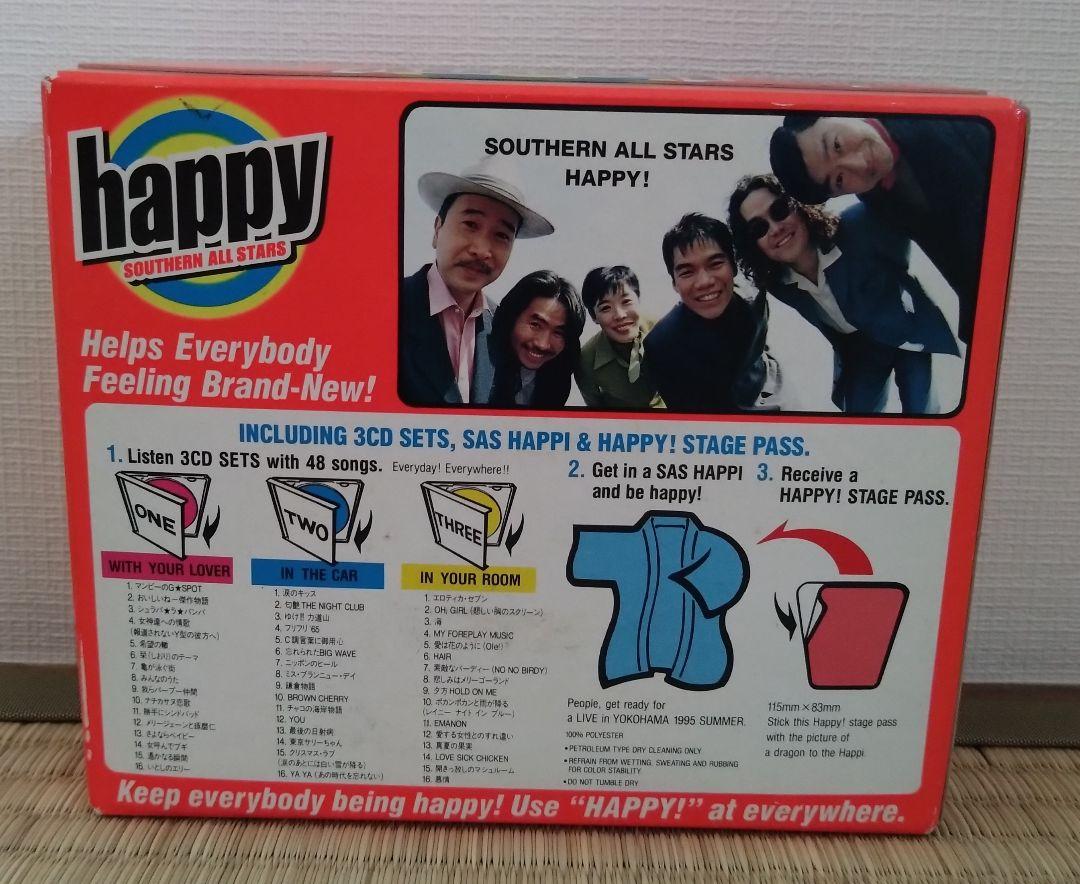 happy
SOUTHERN ALL STARS
SOUTHERN ALL STARS
HAPPY!
Helps Everybody
Feeling Brand-New!
INCLUDING 3CD SETS, SAS HAPPI & HAPPY! STAGE PASS.
1. Listen 3CD SETS with 48 songs. Everyday! Everywhere!!
ONE
WITH YOUR LOVER
1. マンピーのG★SPOT
2. おいしいねー傑作物語
3. シュラバ★ラ★バンバ
4. 女神達への情歌
(報道されないY型の彼方へ)
5. 希望の轍
6. 栞(しおり)のテーマ
7. 亀が泳ぐ街
8. みんなのうた
9. 我らパープー仲間
10. ナチカサヌ恋歌
11. 勝手にシンドバッド
12. メリージェーンと琢磨仁
13. さよならベイビー
14. 女呼んでブギ
15. 遥かなる瞬間
16. いとしのエリー
TWO
IN THE CAR
1. 涙のキッス
2. 匂艶 THE NIGHT CLUB
3. ゆけ!! 力道山
4. フリフリ '65
5. C調言葉に御用心
6. 忘れられたBIG WAVE
7. ニッポンのヒール
8. ミス・ブランニュー・デイ
9. 鎌倉物語
10. BROWN CHERRY
11. チャコの海岸物語
12. YOU
13. 最後の日射病
14. 東京サリーちゃん
15. クリスマス・ラブ
(涙のあとには白い雪が降る)
16. YA YA (あの時代を忘れない)
THREE
IN YOUR ROOM
1. エロティカ・セブン
2. OH, GIRL (悲しい胸のスクリーン)
3. 海
4. MY FOREPLAY MUSIC
5. 愛は花のように (Ole!)
6. HAIR
7. 素敵なバーディー (NO NO BIRDY)
8. 悲しみはメリーゴーランド
9. 夕方 HOLD ON ME
10. ポカンポカンと雨が降る
(レイニー ナイト イン ブルー)
11. EMANON
12. 愛する女性とのすれ違い
13. 真夏の果実
14. LOVE SICK CHICKEN
15. 開きっ放しのマシュルーム
16. 慕情
2. Get in a SAS HAPPI
and be happy!
People, get ready for
a LIVE in YOKOHAMA 1995 SUMMER.
100% POLYESTER
•PETROLEUM TYPE DRY CLEANING ONLY
•REFRAIN FROM WETTING, SWEATING AND RUBBING
FOR COLOR STABILITY
•DO NOT TUMBLE DRY
3. Receive a
HAPPY! STAGE PASS.
115mm×83mm
Stick this Happy! stage pass
with the picture of
a dragon to the Happi.
Keep everybody being happy! Use "HAPPY!" at everywhere.